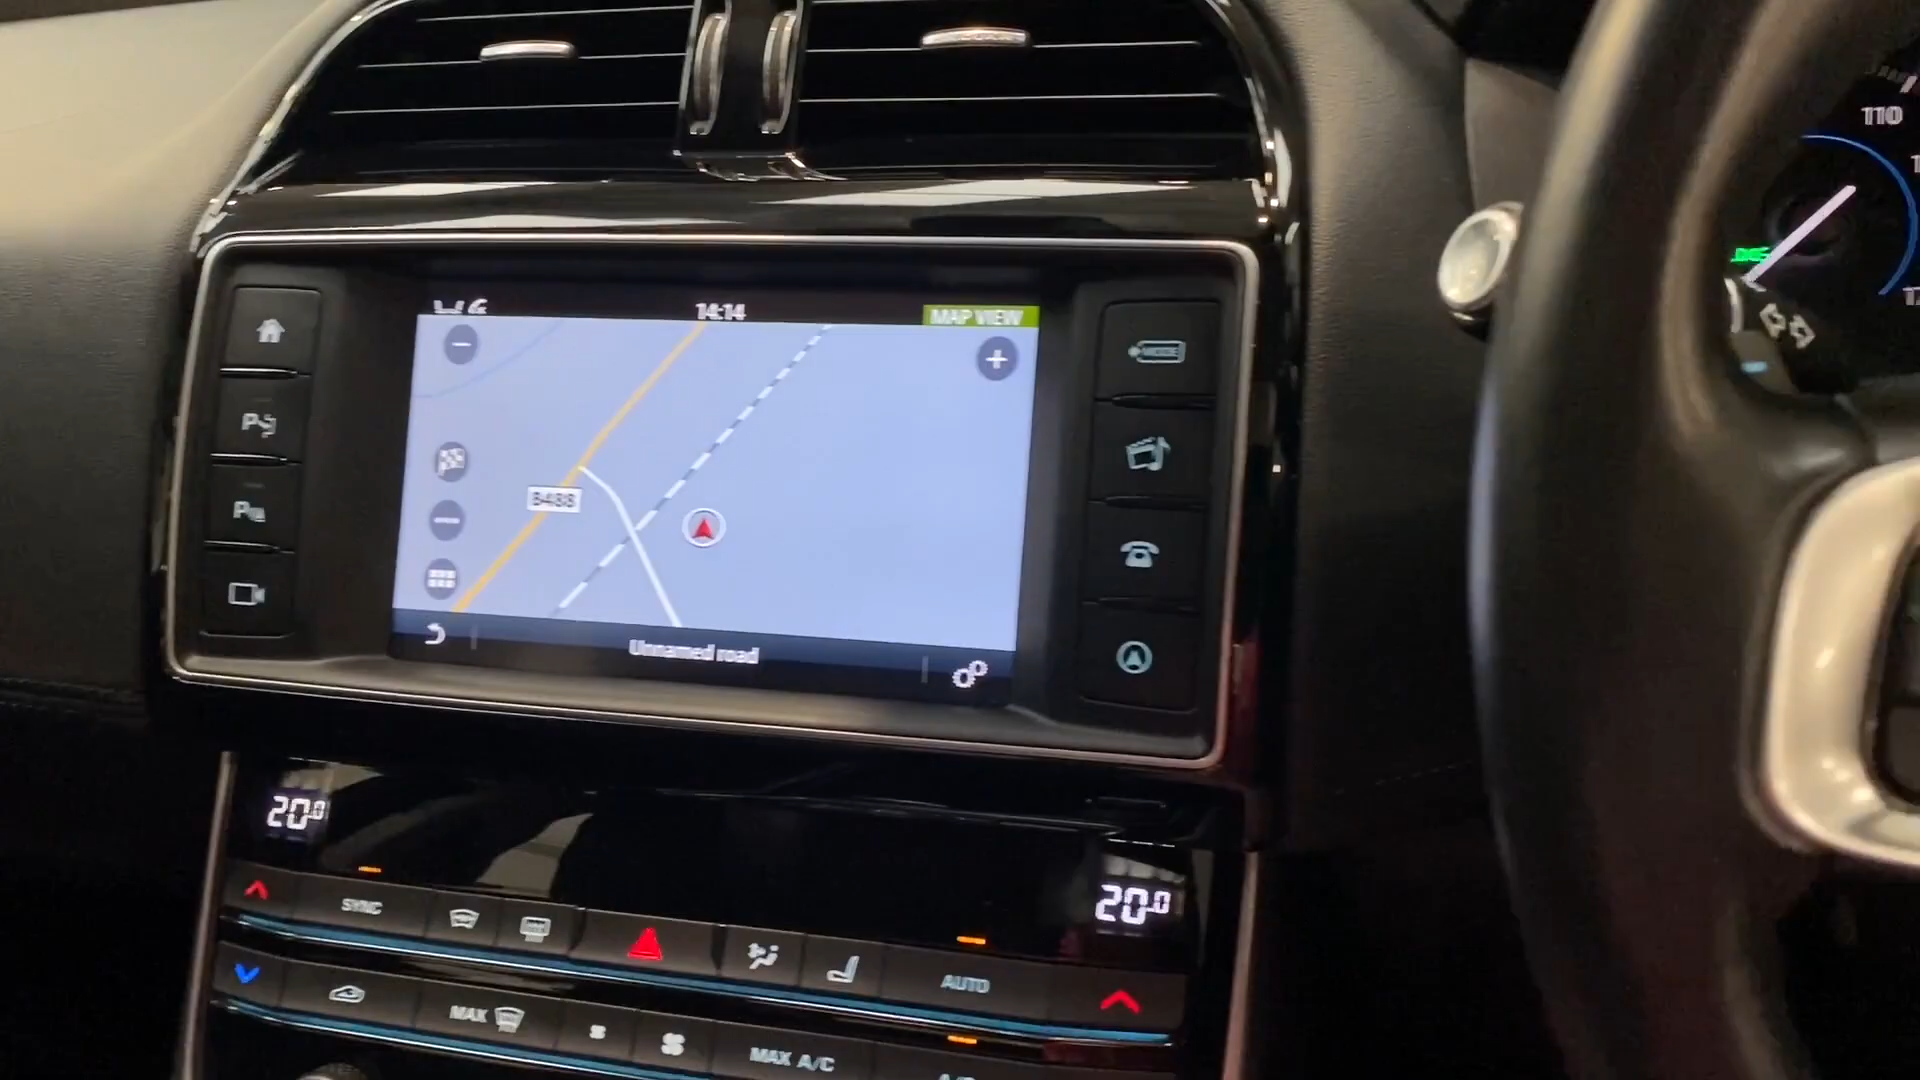 110
14:14
MAP VIEW
MODE
B488
Unnamed road
20.0
20.0
SYNC
AUTO
MAX
MAX A/C